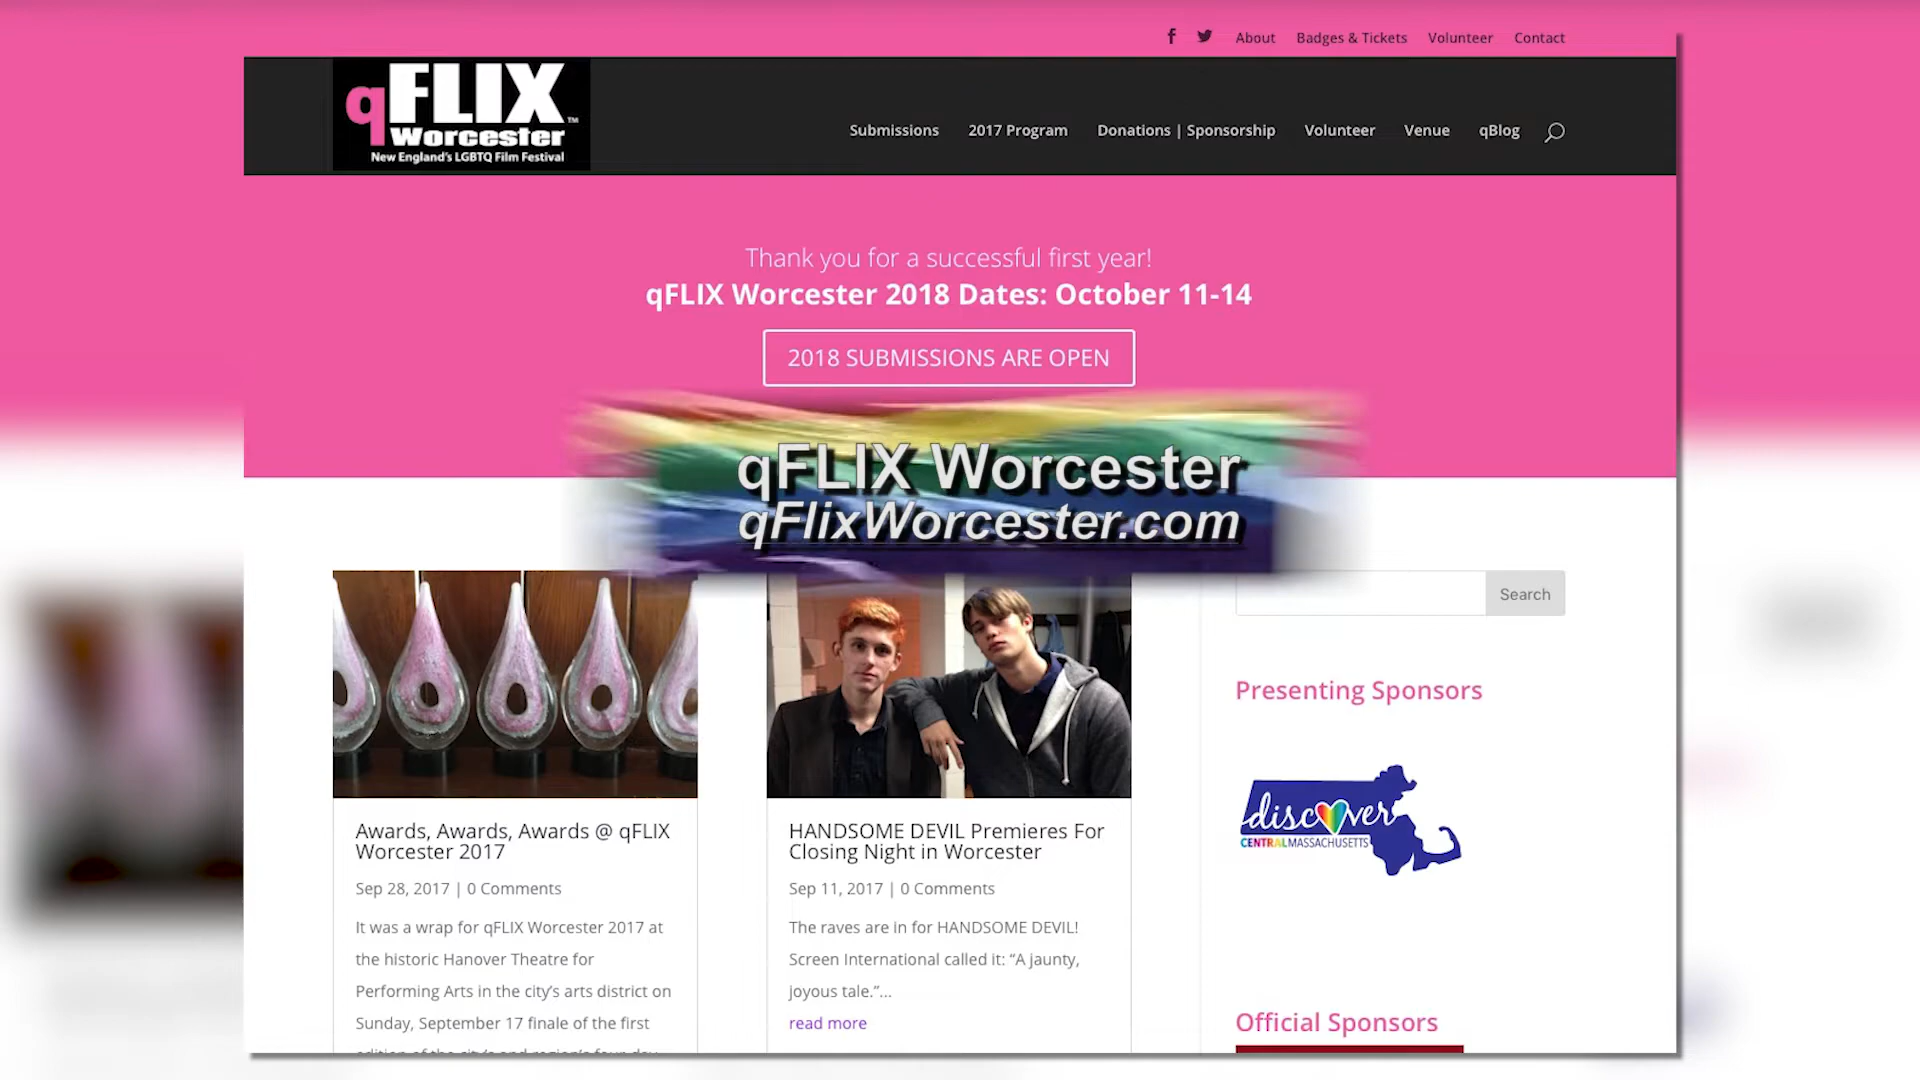 About Badges & Tickets Volunteer Contact
qFLIX™
Worcester
New England's LGBTQ Film Festival
Submissions 2017 Program Donations | Sponsorship Volunteer Venue qBlog
Thank you for a successful first year!
qFLIX Worcester 2018 Dates: October 11-14
2018 SUBMISSIONS ARE OPEN
qFLIX Worcester
qFlixWorcester.com
Awards, Awards, Awards @ qFLIX
Worcester 2017
Sep 28, 2017 | 0 Comments
It was a wrap for qFLIX Worcester 2017 at
the historic Hanover Theatre for
Performing Arts in the city's arts district on
Sunday, September 17 finale of the first
HANDSOME DEVIL Premieres For
Closing Night in Worcester
Sep 11, 2017 | 0 Comments
The raves are in for HANDSOME DEVIL!
Screen International called it: “A jaunty,
joyous tale.”...
read more
Search
Presenting Sponsors
discover
CENTRALMASSACHUSETTS
Official Sponsors